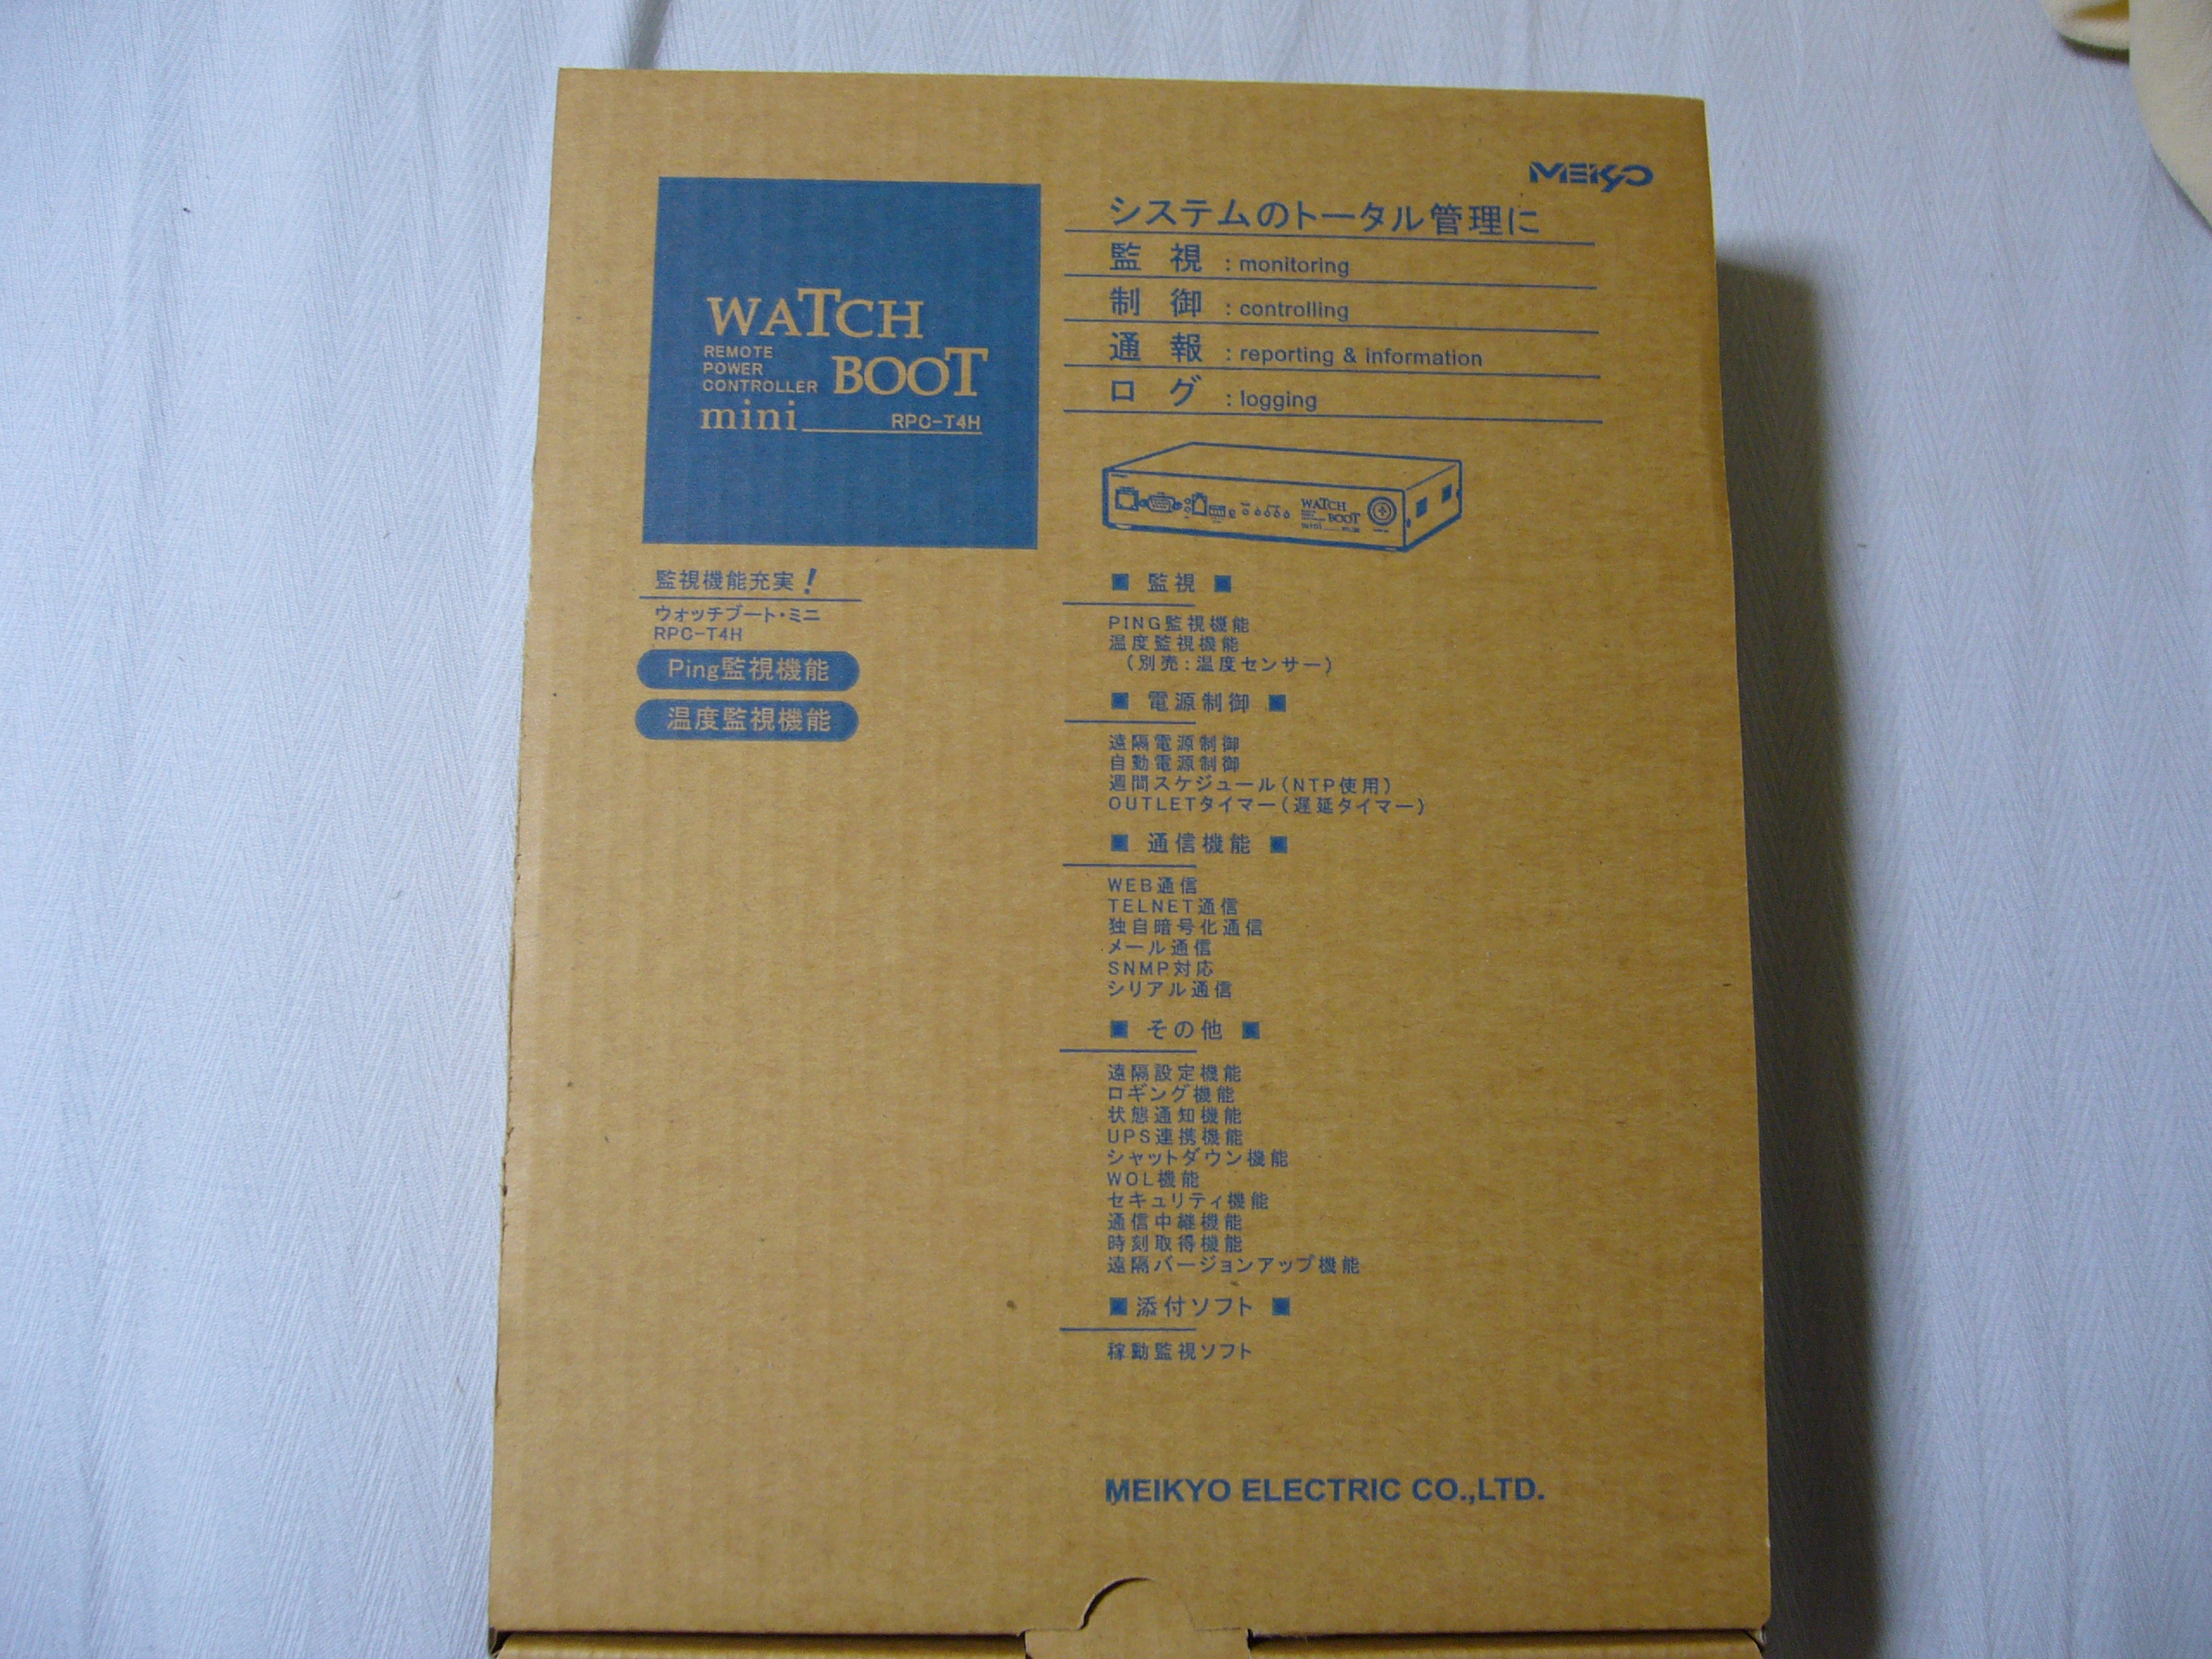 MEIKYO
WATCH
REMOTE
POWER
CONTROLLER
BOOT
mini
RPC-T4H
監視機能充実!
ウォッチブート・ミニ
RPC-T4H
Ping監視機能
温度監視機能
システムのトータル管理に
監視 : monitoring
制御 : controlling
通報 : reporting & information
ログ : logging
WATCH
BOOT
mini
■ 監視 ■
PING監視機能
温度監視機能
(別売:温度センサー)
■ 電源制御 ■
遠隔電源制御
自動電源制御
週間スケジュール(NTP使用)
OUTLETタイマー(遅延タイマー)
■ 通信機能 ■
WEB通信
TELNET通信
独自暗号化通信
メール通信
SNMP対応
シリアル通信
■ その他 ■
遠隔設定機能
ロギング機能
状態通知機能
UPS連携機能
シャットダウン機能
WOL機能
セキュリティ機能
通信中継機能
時刻取得機能
遠隔バージョンアップ機能
■添付ソフト ■
稼動監視ソフト
MEIKYO ELECTRIC CO.,LTD.